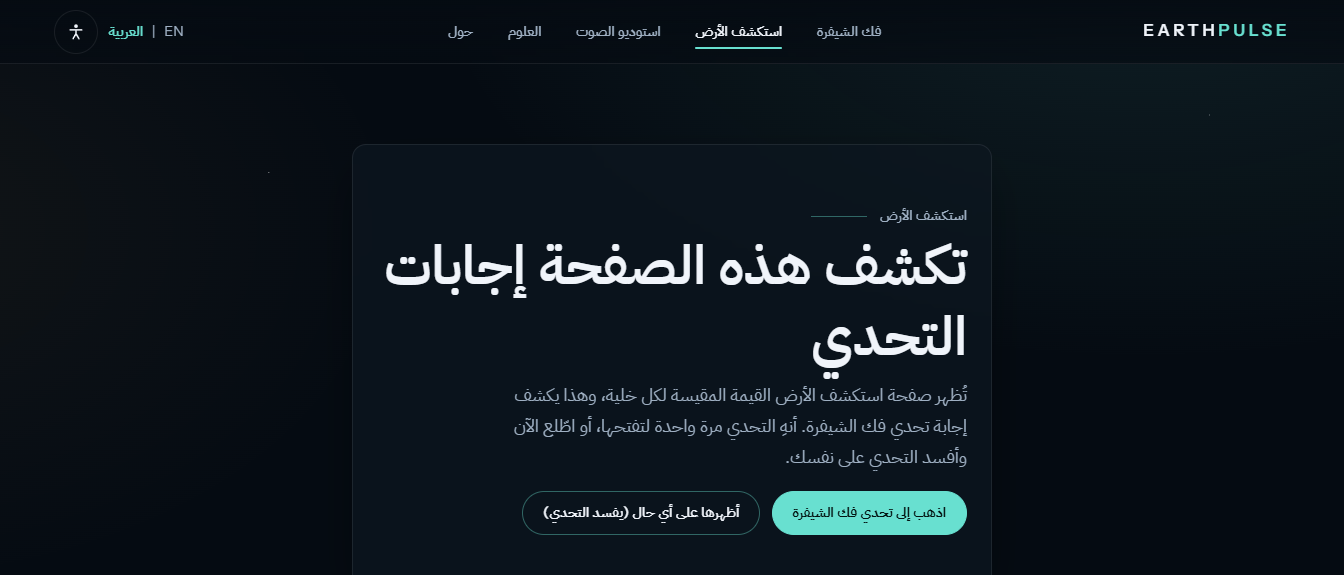 EARTHPULSE
فك الشيفرة
استكشف الأرض
استوديو الصوت
العلوم
حول
EN | العربية
استكشف الأرض
تكشف هذه الصفحة إجابات
التحدي
تُظهر صفحة استكشف الأرض القيمة المقيسة لكل خلية، وهذا يكشف
إجابة تحدي فك الشيفرة. أنهِ التحدي مرة واحدة لتفتحها، أو اطّلع الآن
وأفسد التحدي على نفسك.
اذهب إلى تحدي فك الشيفرة
أظهرها على أي حال (يفسد التحدي)